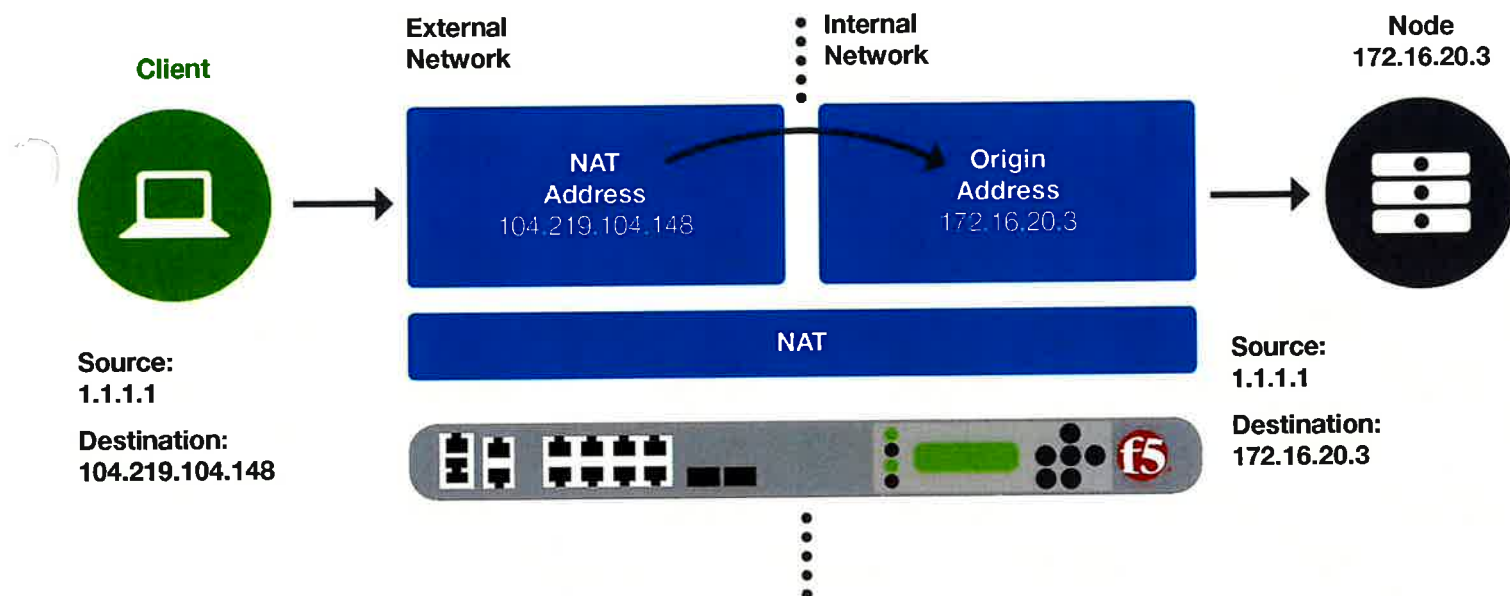 External
Network
Internal
Network
Node
172.16.20.3
Client
NAT
Address
104.219.104.148
Origin
Address
172.16.20.3
NAT
Source:
1.1.1.1
Destination:
104.219.104.148
Source:
1.1.1.1
Destination:
172.16.20.3
f5